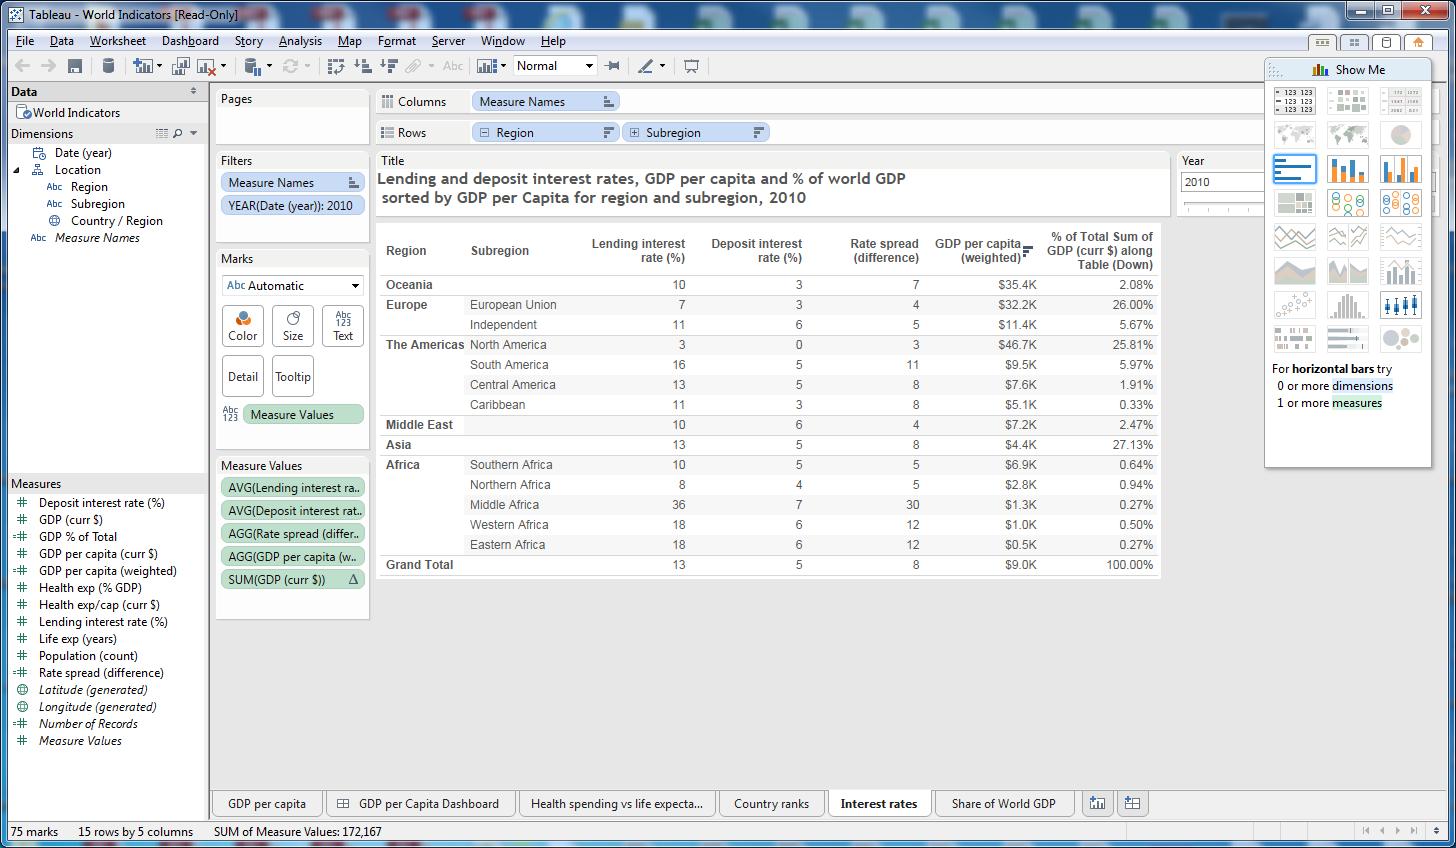 Tableau - World Indicators [Read-Only]
File Data Worksheet Dashboard Story Analysis Map Format Server Window Help
Abc Normal
Data
World Indicators
Dimensions
Date (year)
Location
Abc Region
Abc Subregion
Country / Region
Abc Measure Names
Measures
Deposit interest rate (%)
GDP (curr $)
GDP % of Total
GDP per capita (curr $)
GDP per capita (weighted)
Health exp (% GDP)
Health exp/cap (curr $)
Lending interest rate (%)
Life exp (years)
Population (count)
Rate spread (difference)
Latitude (generated)
Longitude (generated)
Number of Records
Measure Values
Pages
Filters
Measure Names
YEAR(Date (year)): 2010
Marks
Abc Automatic
Color Size Abc 123 Text
Detail Tooltip
Abc 123 Measure Values
Measure Values
AVG(Lending interest ra..
AVG(Deposit interest rat..
AGG(Rate spread (differ..
AGG(GDP per capita (w..
SUM(GDP (curr $)) Δ
Columns Measure Names
Rows Region Subregion
Title
Lending and deposit interest rates, GDP per capita and % of world GDP
sorted by GDP per Capita for region and subregion, 2010
Year
2010
Region Subregion Lending interest rate (%) Deposit interest rate (%) Rate spread (difference) GDP per capita (weighted) % of Total Sum of GDP (curr $) along Table (Down)
Oceania 10 3 7 $35.4K 2.08%
Europe European Union 7 3 4 $32.2K 26.00%
Independent 11 6 5 $11.4K 5.67%
The Americas North America 3 0 3 $46.7K 25.81%
South America 16 5 11 $9.5K 5.97%
Central America 13 5 8 $7.6K 1.91%
Caribbean 11 3 8 $5.1K 0.33%
Middle East 10 6 4 $7.2K 2.47%
Asia 13 5 8 $4.4K 27.13%
Africa Southern Africa 10 5 5 $6.9K 0.64%
Northern Africa 8 4 5 $2.8K 0.94%
Middle Africa 36 7 30 $1.3K 0.27%
Western Africa 18 6 12 $1.0K 0.50%
Eastern Africa 18 6 12 $0.5K 0.27%
Grand Total 13 5 8 $9.0K 100.00%
Show Me
123 123
123 123
123 123
For horizontal bars try
0 or more dimensions
1 or more measures
GDP per capita GDP per Capita Dashboard Health spending vs life expecta... Country ranks Interest rates Share of World GDP
75 marks 15 rows by 5 columns SUM of Measure Values: 172,167